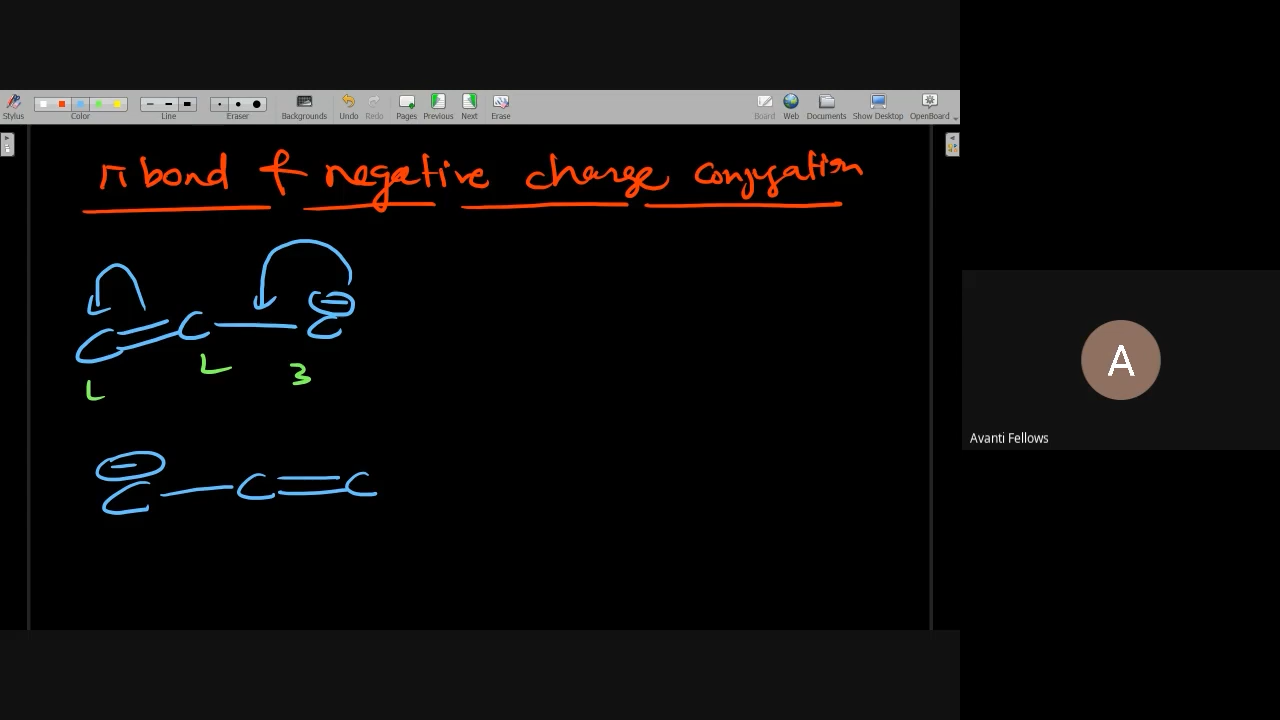 Stylus Color Line Eraser Backgrounds Undo Redo Pages Previous Next Erase Board Web Documents Show Desktop OpenBoard
π bond & negative charge conjugation
C=C—C⊖
1 2 3
⊖C—C=C
A
Avanti Fellows